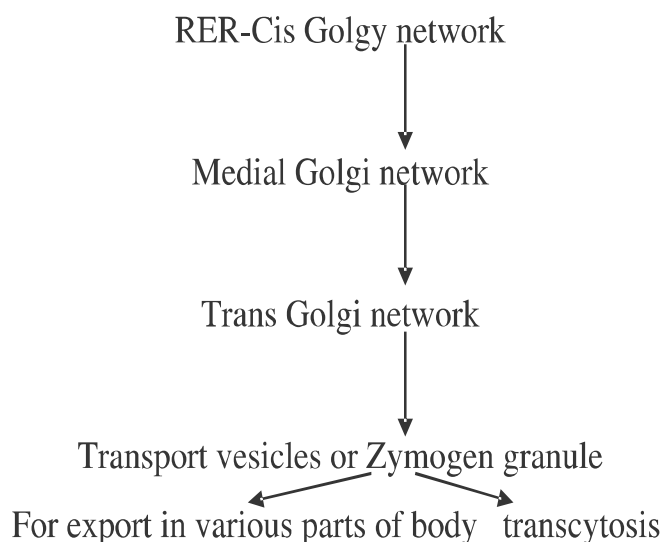 RER-Cis Golgy network
Medial Golgi network
Trans Golgi network
Transport vesicles or Zymogen granule
For export in various parts of body transcytosis